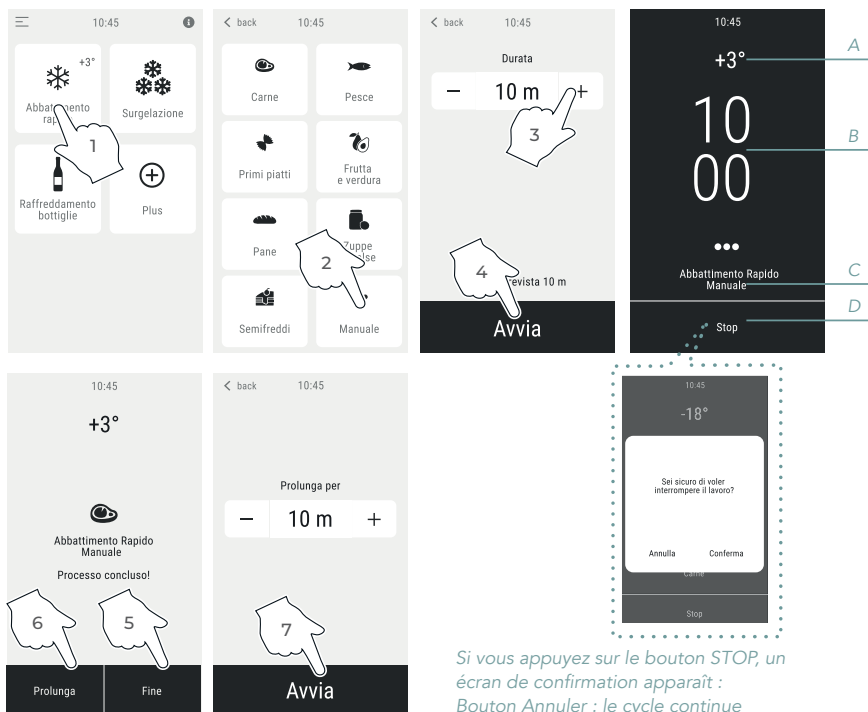 10:45
+3°
Abbattimento
Surgelazione
1
Raffreddamento
bottiglie
Plus
back 10:45
Carne
Pesce
Primi piatti
Frutta
e verdura
Pane
Zuppe
2
Semifreddi
Manuale
back 10:45
Durata
− 10 m +
3
4
prevista 10 m
Avvia
10:45
+3°
A
10
00
B
Abbattimento RapIdo
Manuale
C
Stop
D
10:45
+3°
Abbattimento Rapido
Manuale
Processo concluso!
6
5
Prolunga
Fine
back 10:45
Prolunga per
− 10 m +
7
Avvia
10:45
-18°
Sei sicuro di voler
interrompere il lavoro?
Annulla Conferma
Carne
Stop
Si vous appuyez sur le bouton STOP, un
écran de confirmation apparaît :
Bouton Annuler : le cycle continue